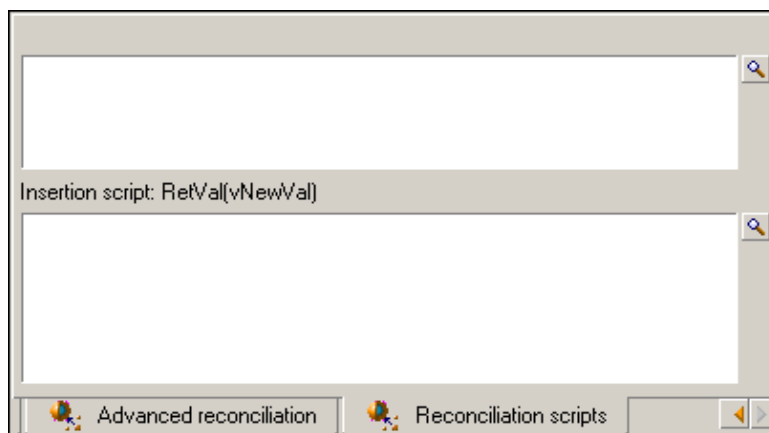 Insertion script: RetVal(vNewVal)
Advanced reconciliation
Reconciliation scripts